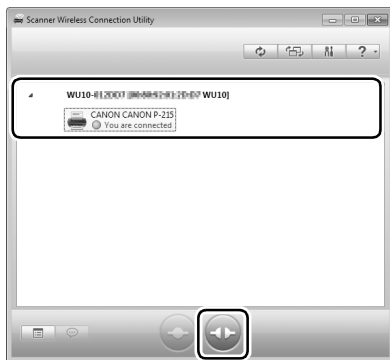 Scanner Wireless Connection Utility
?
WU10- WU10]
CANON CANON P-215
You are connected